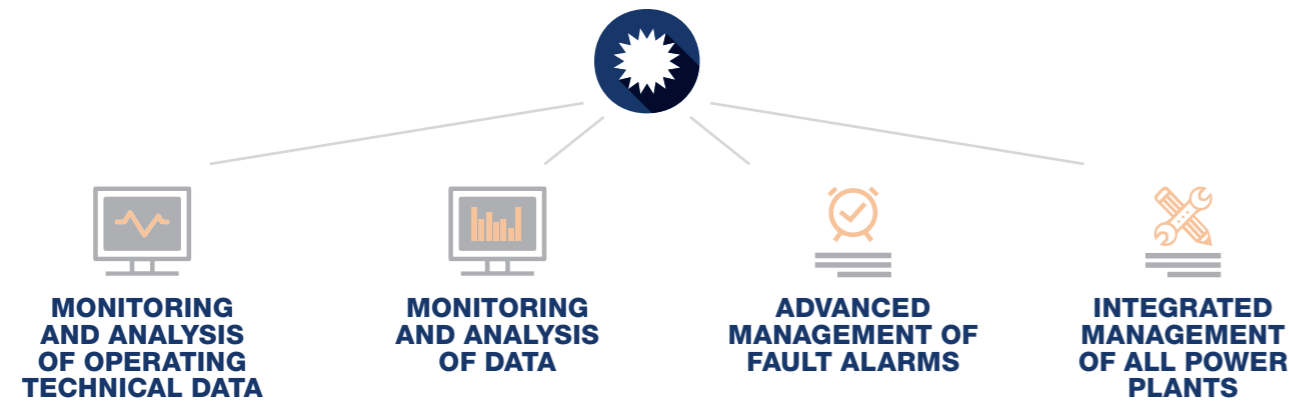 MONITORING
AND ANALYSIS
OF OPERATING
TECHNICAL DATA
MONITORING
AND ANALYSIS
OF DATA
ADVANCED
MANAGEMENT OF
FAULT ALARMS
INTEGRATED
MANAGEMENT
OF ALL POWER
PLANTS